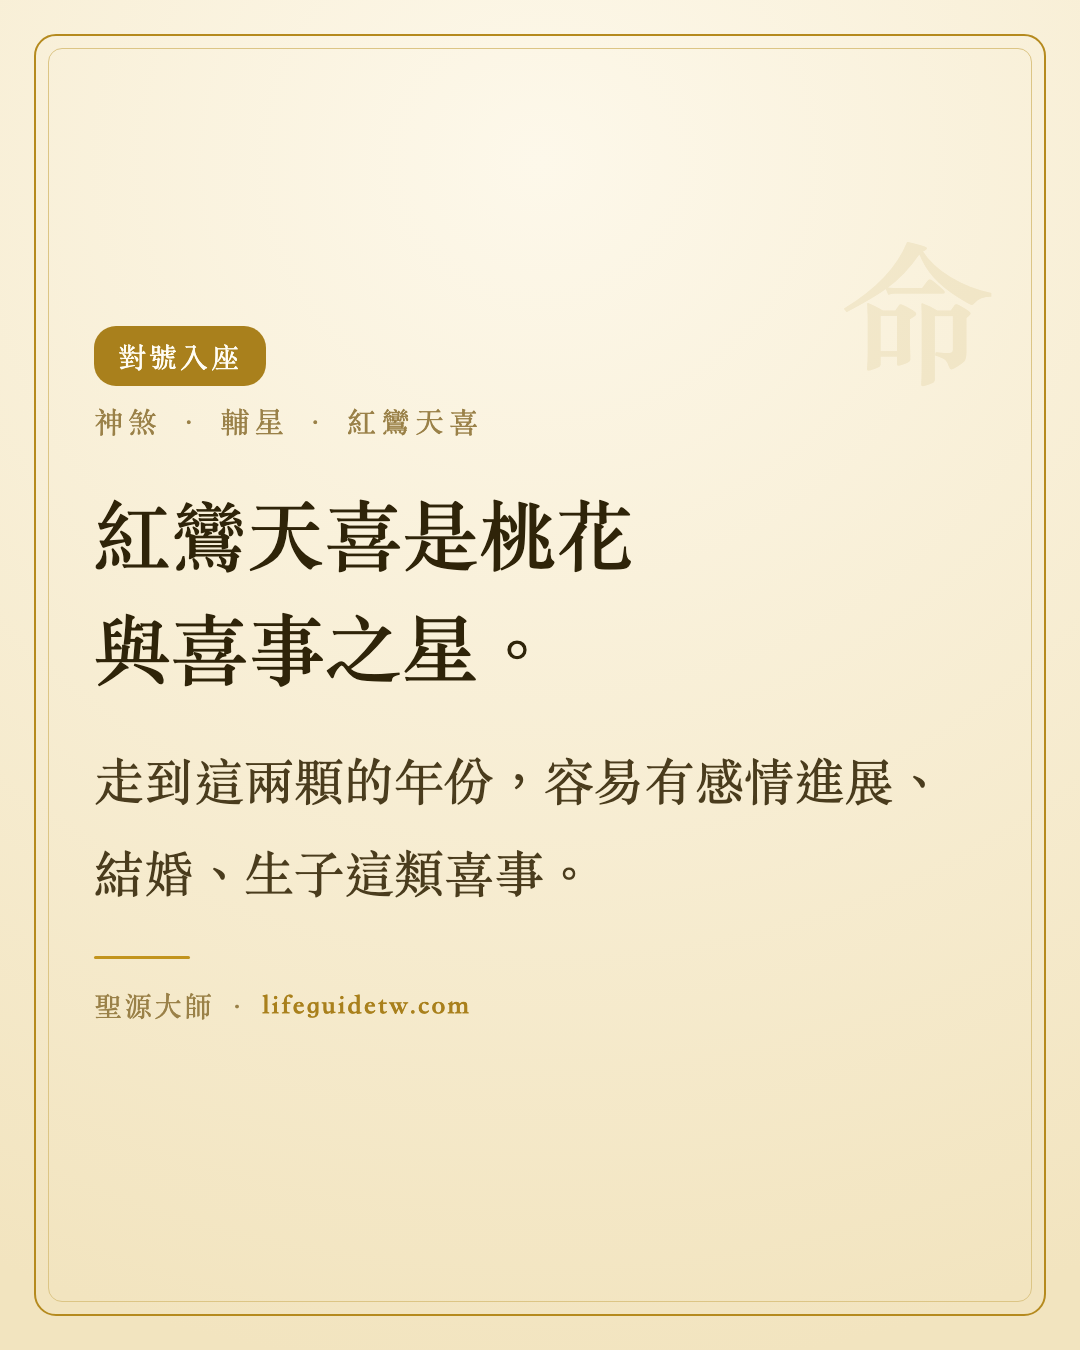 命
對號入座
神煞 · 輔星 · 紅鸞天喜
紅鸞天喜是桃花
與喜事之星。
走到這兩顆的年份，容易有感情進展、
結婚、生子這類喜事。
聖源大師 · lifeguidetw.com